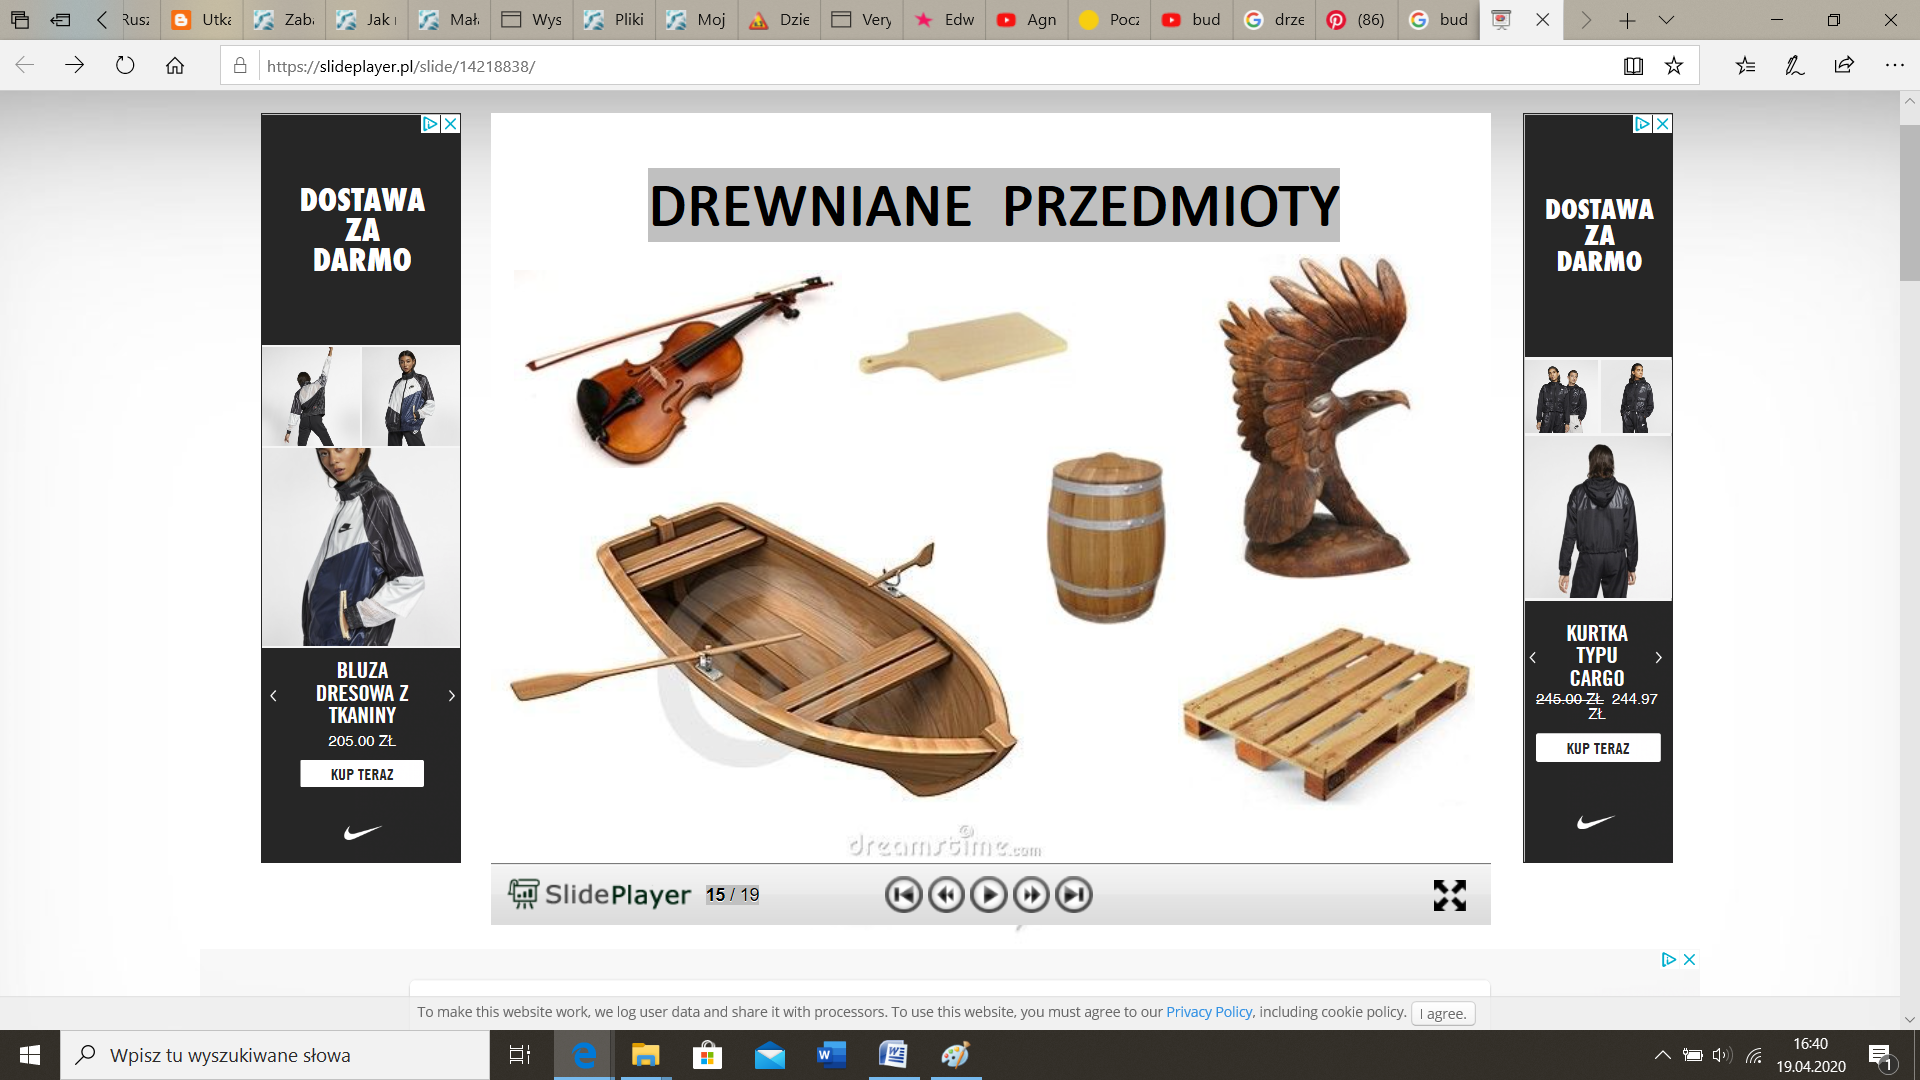 Rusz
Utka
Zaba
Jak r
Mała
Wys
Pliki
Moj
Dzie
Very
Edw
Agn
Pocz
bud
drze
(86)
bud
https://slideplayer.pl/slide/14218838/
DOSTAWA
ZA
DARMO
BLUZA
DRESOWA Z
TKANINY
205.00 ZŁ
KUP TERAZ
DREWNIANE PRZEDMIOTY
dreamstime.com
SlidePlayer
15 / 19
DOSTAWA
ZA
DARMO
KURTKA
TYPU
CARGO
245.00 ZŁ 244.97
ZŁ
KUP TERAZ
To make this website work, we log user data and share it with processors. To use this website, you must agree to our Privacy Policy, including cookie policy.
I agree.
Wpisz tu wyszukiwane słowa
16:40
19.04.2020
1